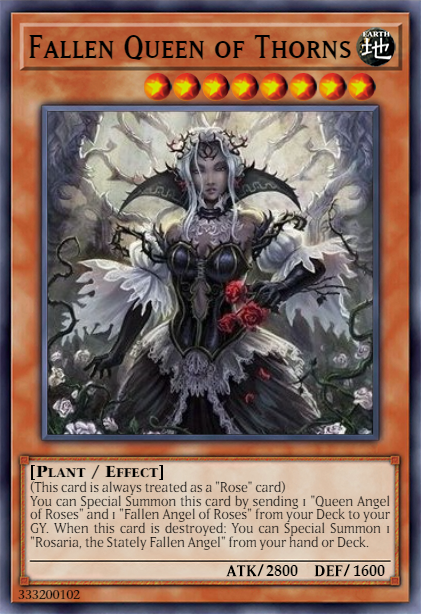 Fallen Queen of Thorns
EARTH
地
[Plant / Effect]
(This card is always treated as a "Rose" card)
You can Special Summon this card by sending 1 "Queen Angel
of Roses" and 1 "Fallen Angel of Roses" from your Deck to your
GY. When this card is destroyed: You can Special Summon 1
"Rosaria, the Stately Fallen Angel" from your hand or Deck.
ATK/2800 DEF/1600
333200102